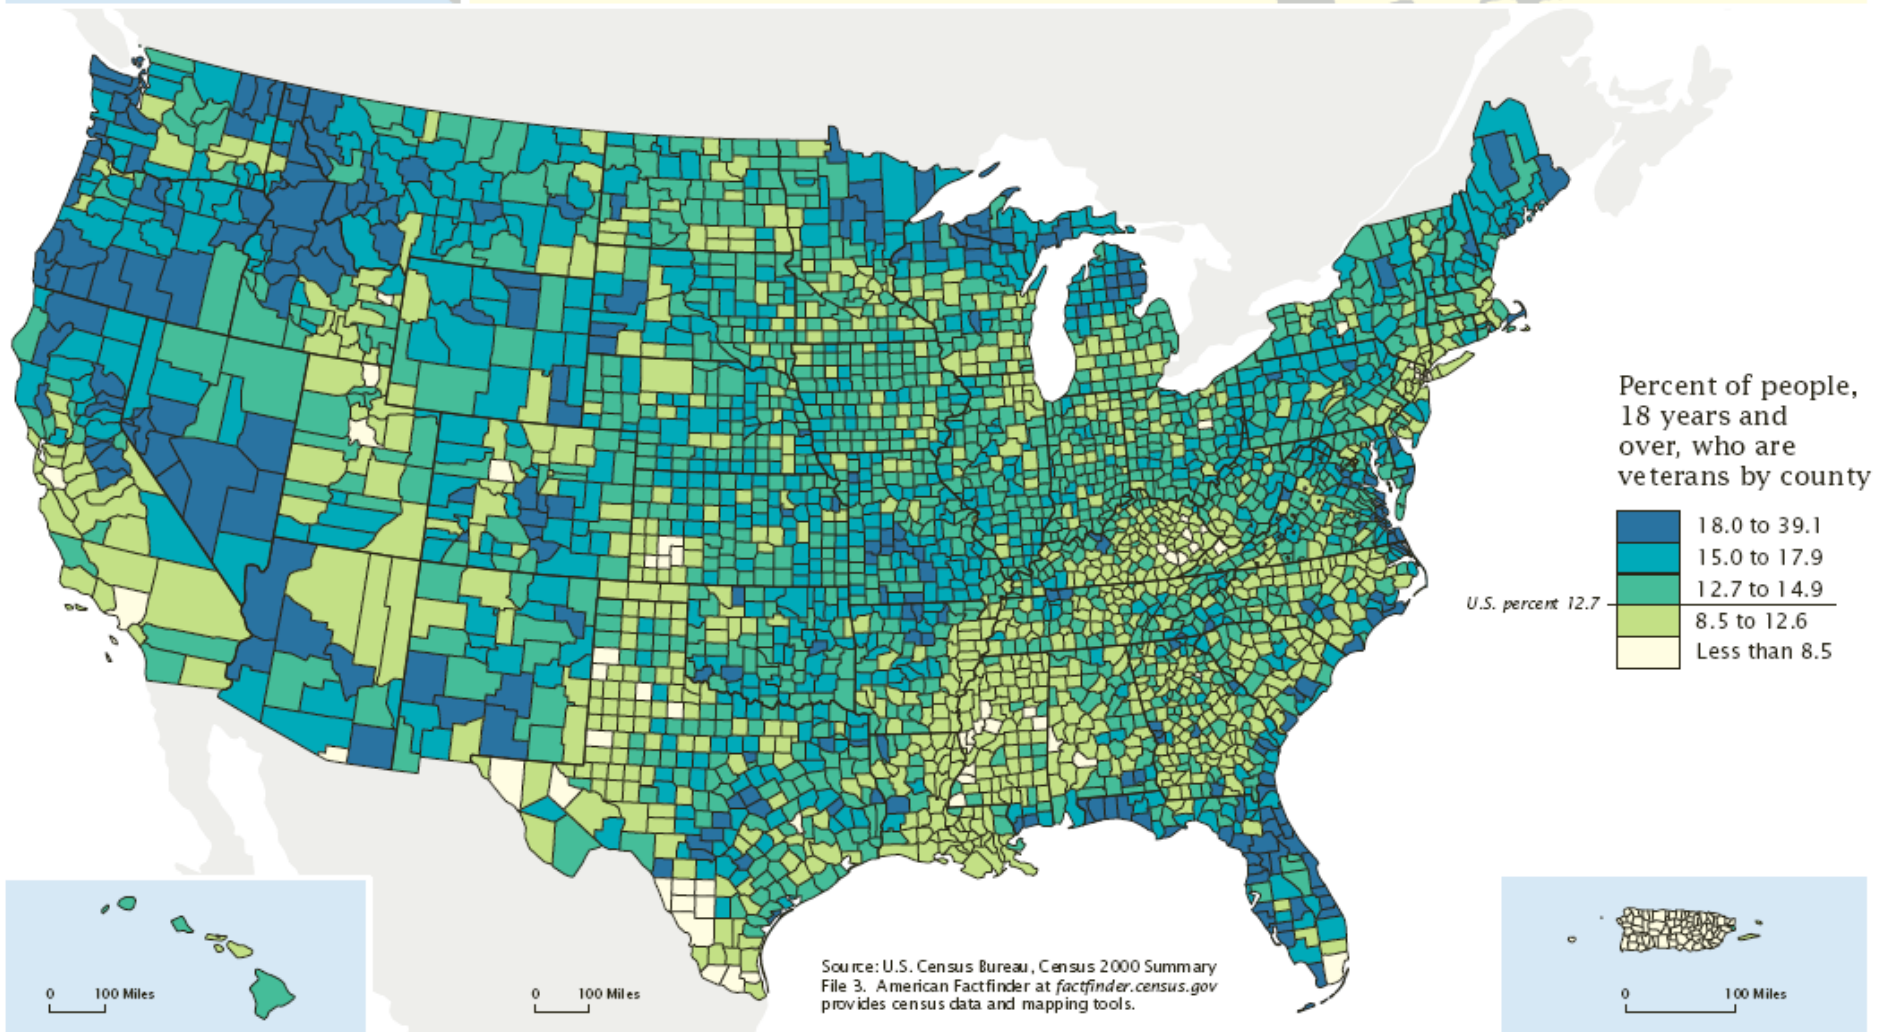 Percent of people,
18 years and
over, who are
veterans by county
18.0 to 39.1
15.0 to 17.9
12.7 to 14.9
U.S. percent 12.7
8.5 to 12.6
Less than 8.5
Source: U.S. Census Bureau, Census 2000 Summary
File 3. American Factfinder at factfinder.census.gov
provides census data and mapping tools.
0 100 Miles
0 100 Miles
0 100 Miles